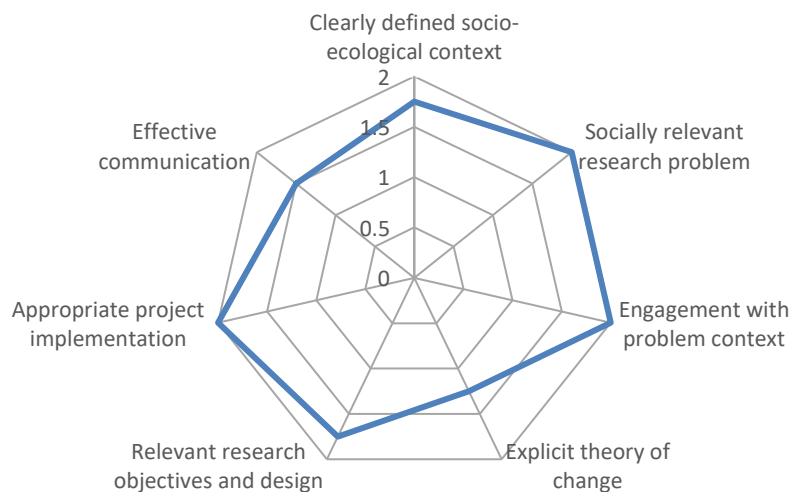 Clearly defined socio-
ecological context
2
1.5
1
0.5
0
Socially relevant
research problem
Engagement with
problem context
Explicit theory of
change
Relevant research
objectives and design
Appropriate project
implementation
Effective
communication